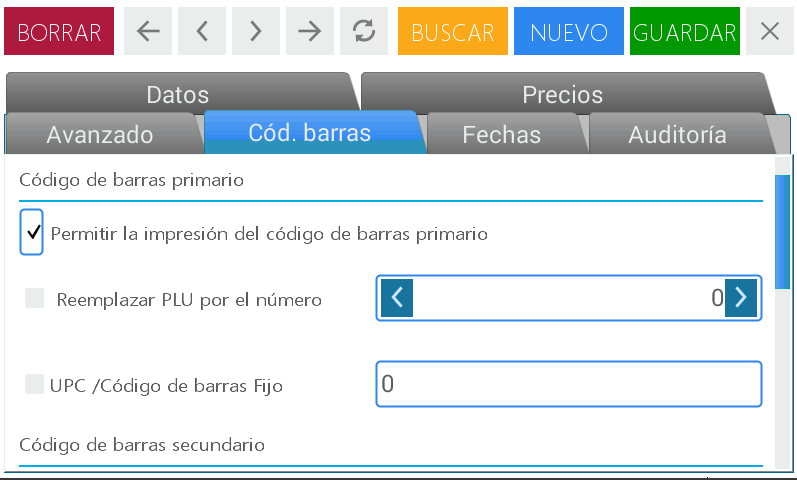 BORRAR BUSCAR NUEVO GUARDAR
Datos Precios
Avanzado Cód. barras Fechas Auditoría
Código de barras primario
Permitir la impresión del código de barras primario
Reemplazar PLU por el número 0
UPC /Código de barras Fijo 0
Código de barras secundario